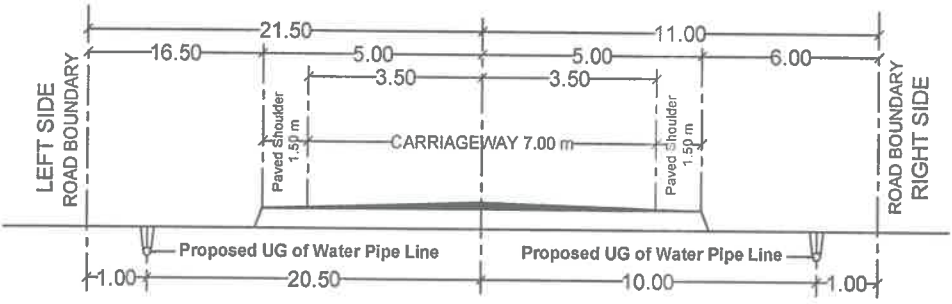 21.50 11.00
16.50 5.00 5.00 6.00
3.50 3.50
LEFT SIDE
ROAD BOUNDARY
Paved Shoulder
1.50 m
CARRIAGEWAY 7.00 m
Paved Shoulder
1.50 m
ROAD BOUNDARY
RIGHT SIDE
Proposed UG of Water Pipe Line Proposed UG of Water Pipe Line
1.00 20.50 10.00 1.00